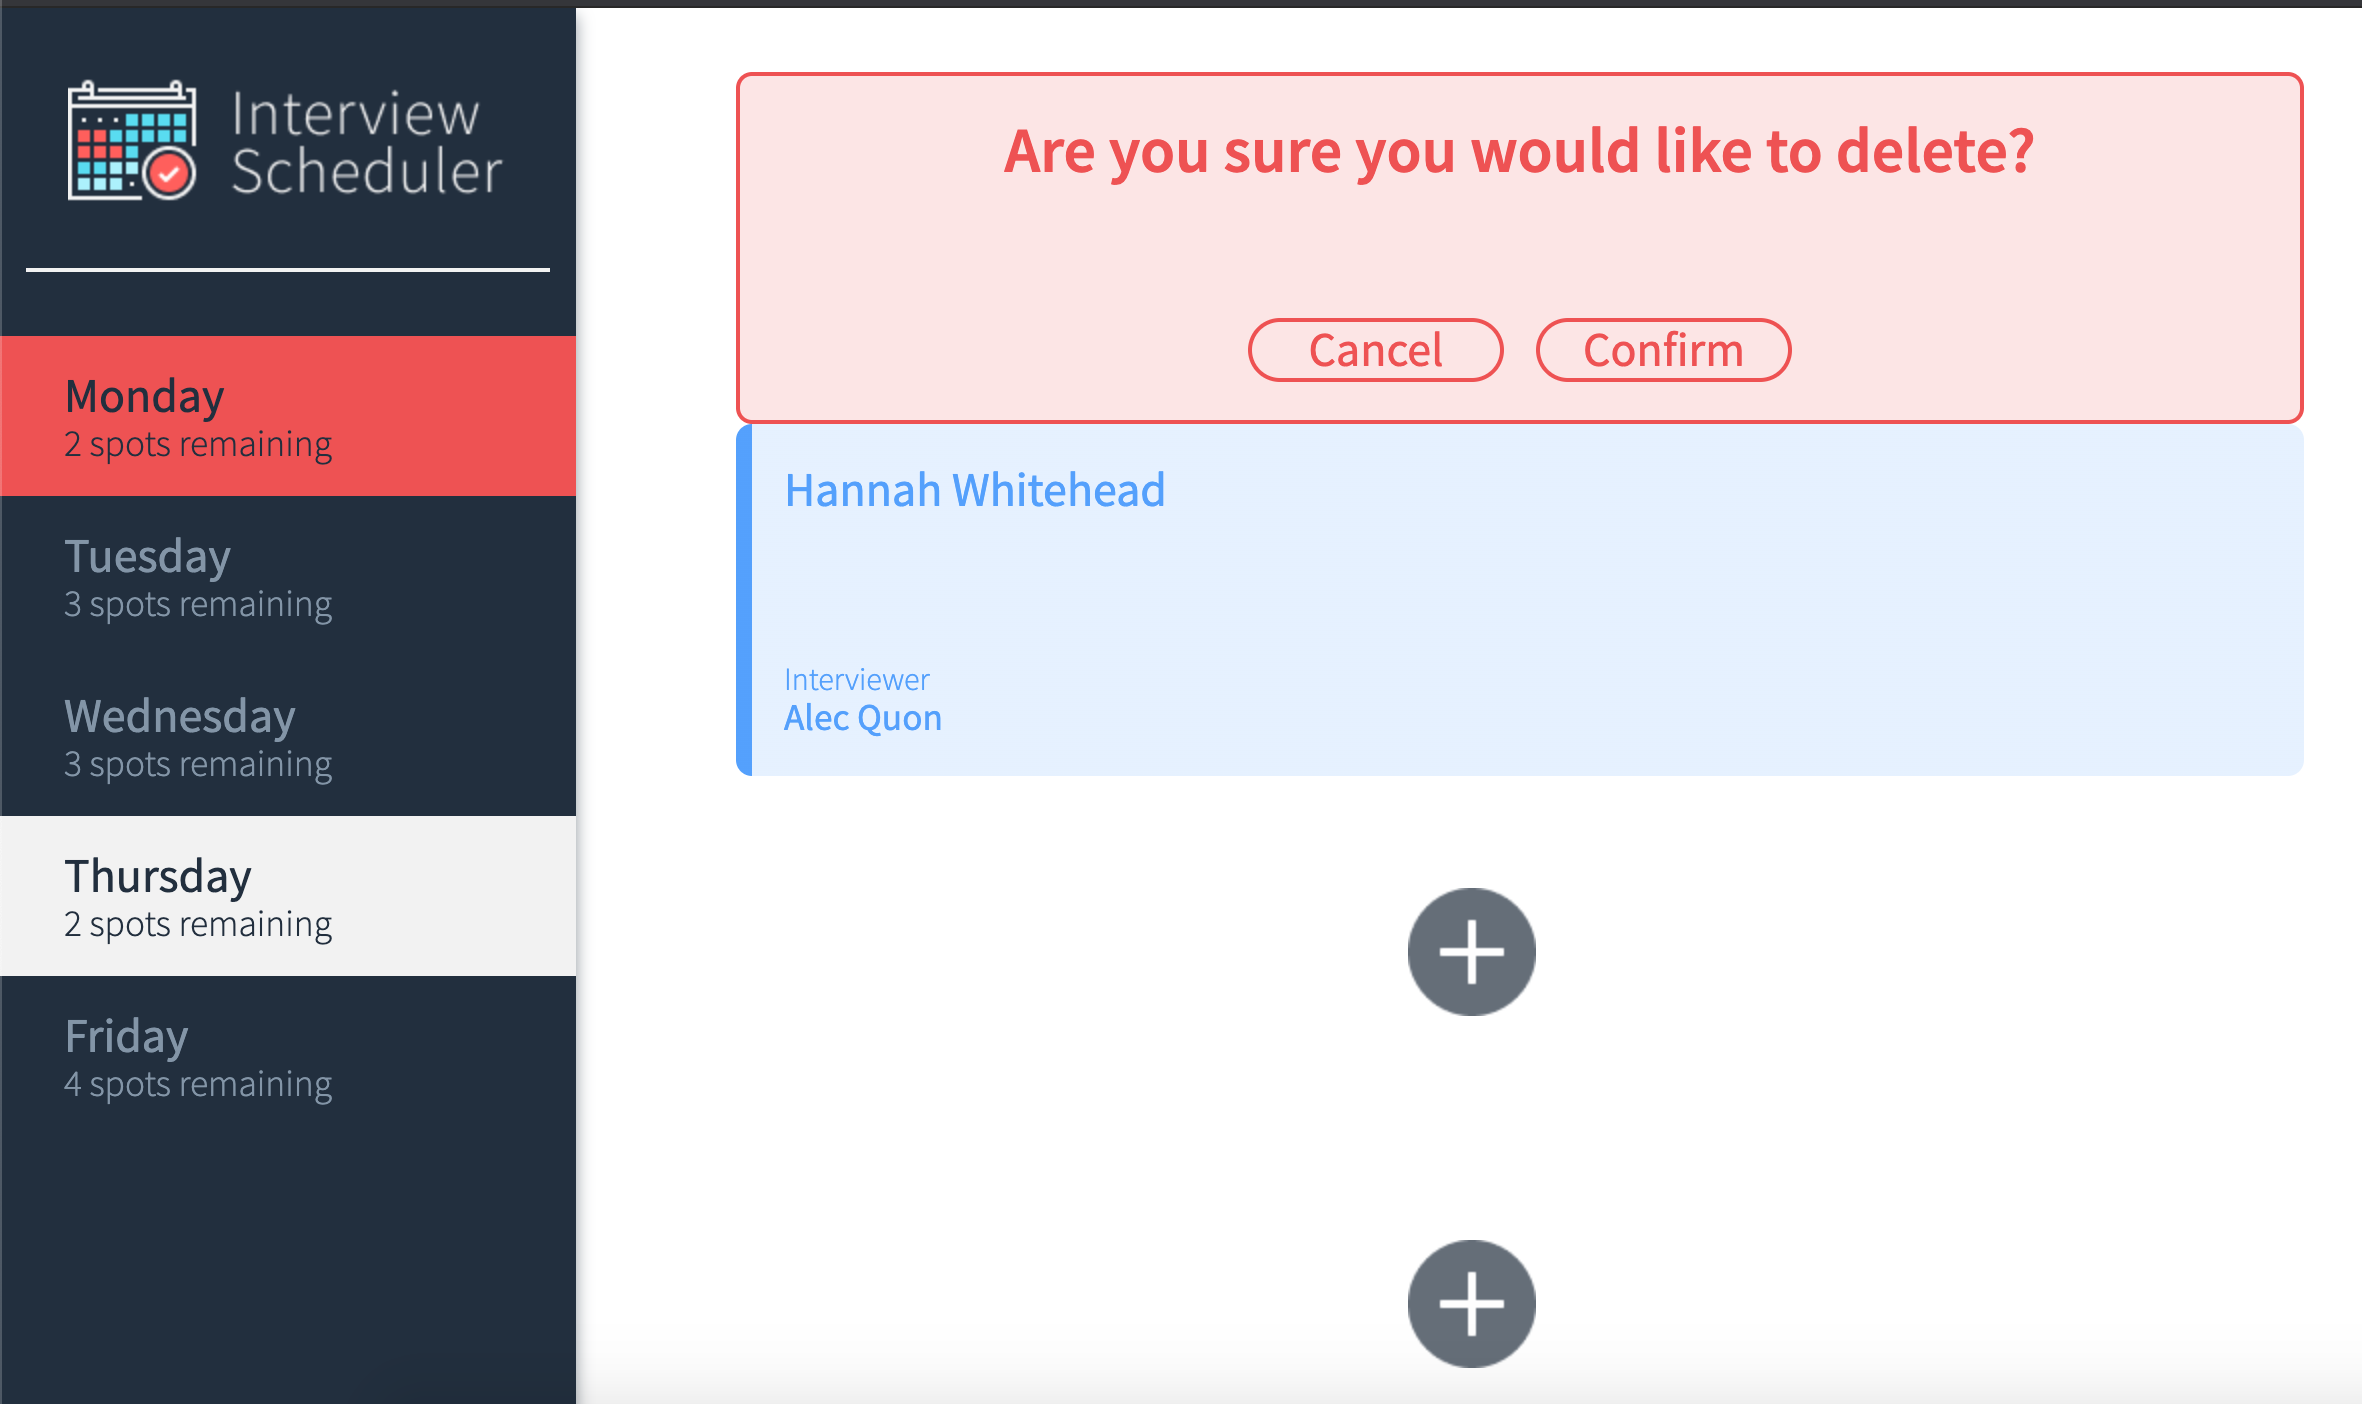 Interview
Scheduler
Monday
2 spots remaining
Tuesday
3 spots remaining
Wednesday
3 spots remaining
Thursday
2 spots remaining
Friday
4 spots remaining
Are you sure you would like to delete?
Cancel Confirm
Hannah Whitehead
Interviewer
Alec Quon